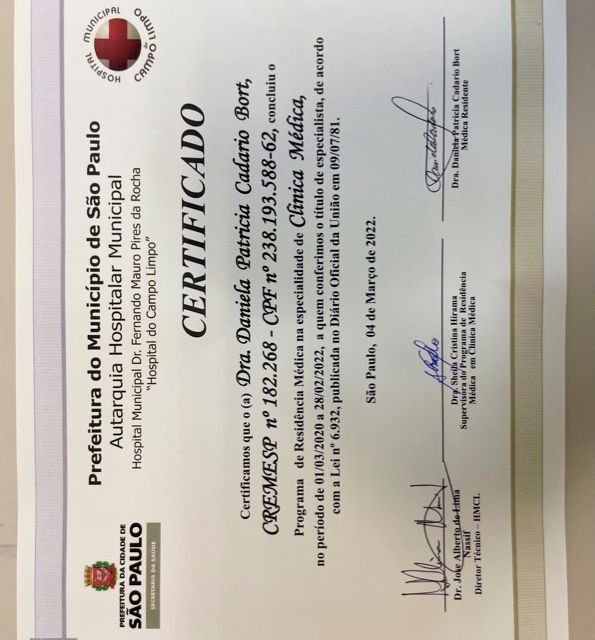 PREFEITURA DA CIDADE DE
SÃO PAULO
SECRETARIA DA SAÚDE
Prefeitura do Município de São Paulo
Autarquia Hospitalar Municipal
Hospital Municipal Dr. Fernando Mauro Pires da Rocha
“Hospital do Campo Limpo”
HOSPITAL MUNICIPAL
CAMPO LIMPO
CERTIFICADO
Certificamos que o (a) Dra. Daniela Patricia Cadario Bort,
CREMESP nº 182.268 - CPF nº 238.193.588-62, concluiu o
Programa de Residência Médica na especialidade de Clínica Médica,
no período de 01/03/2020 a 28/02/2022, a quem conferimos o título de especialista, de acordo
com a Lei nº 6.932, publicada no Diário Oficial da União em 09/07/81.
São Paulo, 04 de Março de 2022.
Dr. Jose Alberto de Lima
Nassif
Diretor Técnico – HMCL
Dra. Sheila Cristina Hirama
Supervisora do Programa de Residência
Médica em Clínica Médica
Dra. Daniela Patricia Cadario Bort
Médica Residente